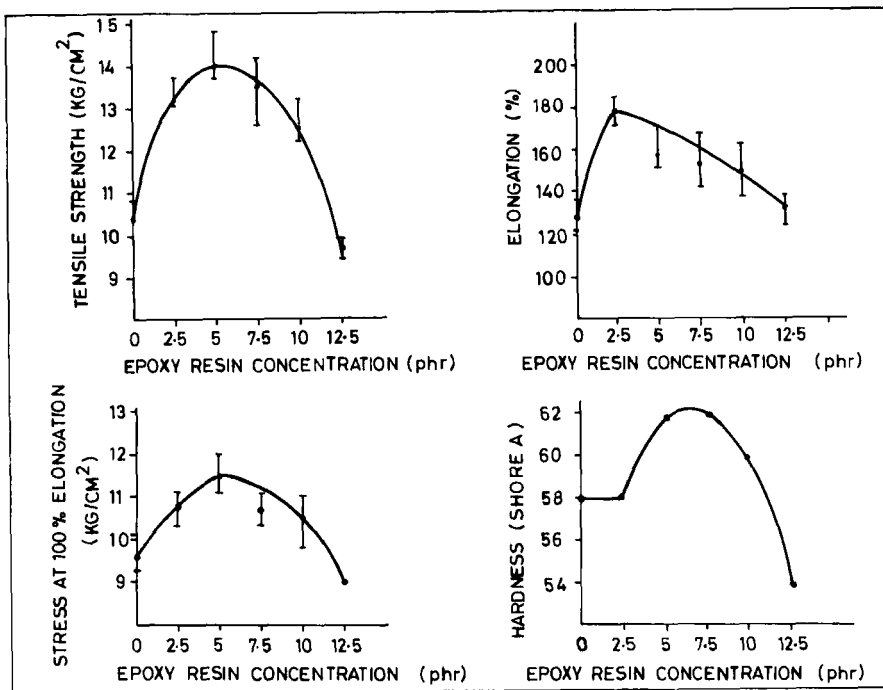 TENSILE STRENGTH (KG/CM²)
15
14
13
12
11
10
9
0 2·5 5 7·5 10 12·5
EPOXY RESIN CONCENTRATION (phr)
ELONGATION (%)
200
180
160
140
120
100
0 2·5 5 7·5 10 12·5
EPOXY RESIN CONCENTRATION (phr)
STRESS AT 100% ELONGATION
(KG/CM²)
13
12
11
10
9
0 2·5 5 7·5 10 12·5
EPOXY RESIN CONCENTRATION (phr)
HARDNESS (SHORE A)
62
60
58
56
54
0 2·5 5 7·5 10 12·5
EPOXY RESIN CONCENTRATION (phr)